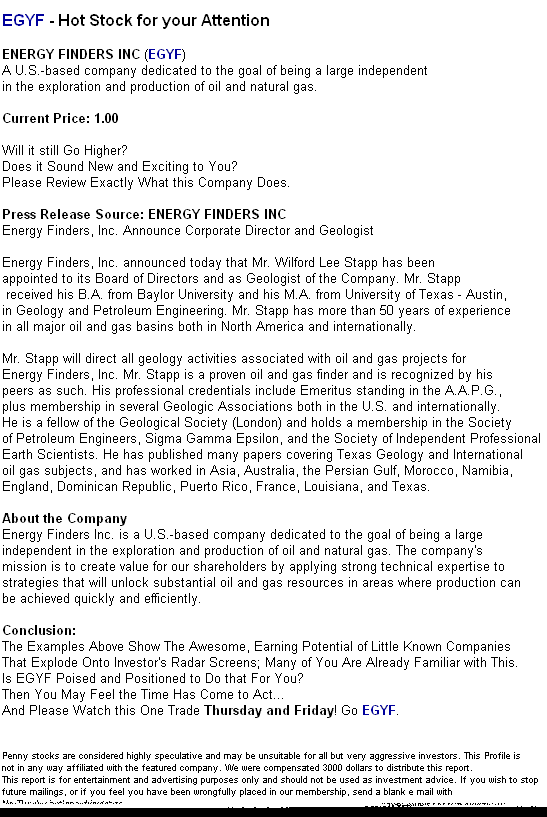 EGYF - Hot Stock for your Attention
ENERGY FINDERS INC (EGYF)
A U.S.-based company dedicated to the goal of being a large independent
in the exploration and production of oil and natural gas.
Current Price: 1.00
Will it still Go Higher?
Does it Sound New and Exciting to You?
Please Review Exactly What this Company Does.
Press Release Source: ENERGY FINDERS INC
Energy Finders, Inc. Announce Corporate Director and Geologist
Energy Finders, Inc. announced today that Mr. Wilford Lee Stapp has been
appointed to its Board of Directors and as Geologist of the Company. Mr. Stapp
received his B.A. from Baylor University and his M.A. from University of Texas - Austin,
in Geology and Petroleum Engineering. Mr. Stapp has more than 50 years of experience
in all major oil and gas basins both in North America and internationally.
Mr. Stapp will direct all geology activities associated with oil and gas projects for
Energy Finders, Inc. Mr. Stapp is a proven oil and gas finder and is recognized by his
peers as such. His professional credentials include Emeritus standing in the A.A.P.G.,
plus membership in several Geologic Associations both in the U.S. and internationally.
He is a fellow of the Geological Society (London) and holds a membership in the Society
of Petroleum Engineers, Sigma Gamma Epsilon, and the Society of Independent Professional
Earth Scientists. He has published many papers covering Texas Geology and International
oil gas subjects, and has worked in Asia, Australia, the Persian Gulf, Morocco, Namibia,
England, Dominican Republic, Puerto Rico, France, Louisiana, and Texas.
About the Company
Energy Finders Inc. is a U.S.-based company dedicated to the goal of being a large
independent in the exploration and production of oil and natural gas. The company's
mission is to create value for our shareholders by applying strong technical expertise to
strategies that will unlock substantial oil and gas resources in areas where production can
be achieved quickly and efficiently.
Conclusion:
The Examples Above Show The Awesome, Earning Potential of Little Known Companies
That Explode Onto Investor's Radar Screens; Many of You Are Already Familiar with This.
Is EGYF Poised and Positioned to Do that For You?
Then You May Feel the Time Has Come to Act...
And Please Watch this One Trade Thursday and Friday! Go EGYF.
Penny stocks are considered highly speculative and may be unsuitable for all but very aggressive investors. This Profile is
not in any way affiliated with the featured company. We were compensated 3000 dollars to distribute this report.
This report is for entertainment and advertising purposes only and should not be used as investment advice. If you wish to stop
future mailings, or if you feel you have been wrongfully placed in our membership, send a blank e mail with